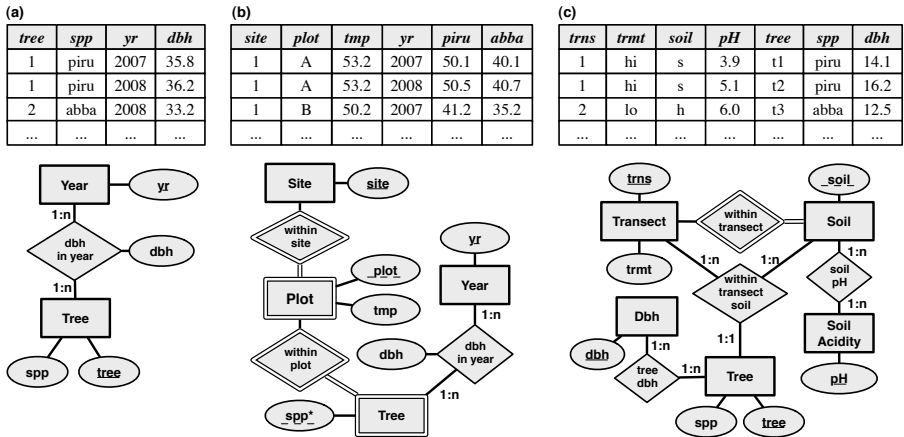 (a)
tree spp yr dbh
1 piru 2007 35.8
1 piru 2008 36.2
2 abba 2008 33.2
... ... ... ...
Year
yr
1:n
dbh
in year
dbh
1:n
Tree
spp
tree
(b)
site plot tmp yr piru abba
1 A 53.2 2007 50.1 40.1
1 A 53.2 2008 50.5 40.7
1 B 50.2 2007 41.2 35.2
... ... ... ... ... ...
Site
site
within
site
yr
plot
Plot
Year
tmp
1:n
within
plot
dbh
dbh
in year
1:n
spp*
Tree
(c)
trns trmt soil pH tree spp dbh
1 hi s 3.9 t1 piru 14.1
1 hi s 5.1 t2 piru 16.2
2 lo h 6.0 t3 abba 12.5
... ... ... ... ... ... ...
trns
soil
Transect
within
transect
Soil
1:n
1:n
1:n
trmt
soil
pH
within
transect
soil
Dbh
1:n
1:n
1:1
Soil
Acidity
dbh
tree
dbh
1:n
Tree
pH
spp
tree